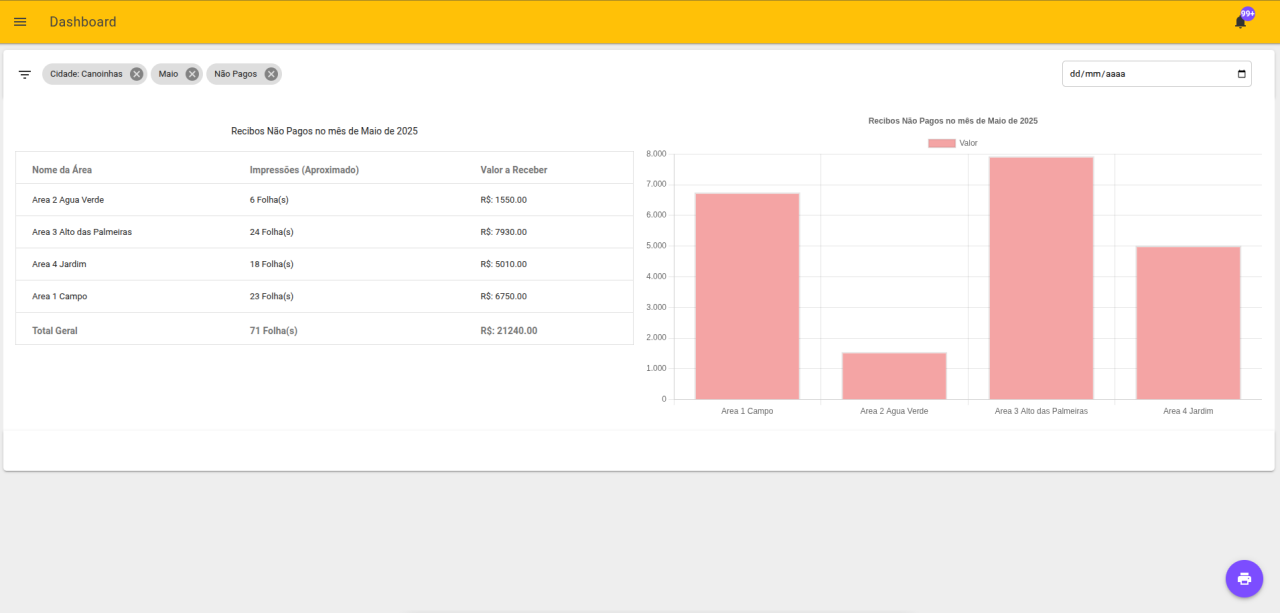 Dashboard
99+
Cidade: Canoinhas
Maio
Não Pagos
dd/mm/aaaa
Recibos Não Pagos no mês de Maio de 2025
Nome da Área Impressões (Aproximado) Valor a Receber
Area 2 Agua Verde 6 Folha(s) R$: 1550.00
Area 3 Alto das Palmeiras 24 Folha(s) R$: 7930.00
Area 4 Jardim 18 Folha(s) R$: 5010.00
Area 1 Campo 23 Folha(s) R$: 6750.00
Total Geral 71 Folha(s) R$: 21240.00
Recibos Não Pagos no mês de Maio de 2025
Valor
8.000
7.000
6.000
5.000
4.000
3.000
2.000
1.000
0
Area 1 Campo Area 2 Agua Verde Area 3 Alto das Palmeiras Area 4 Jardim